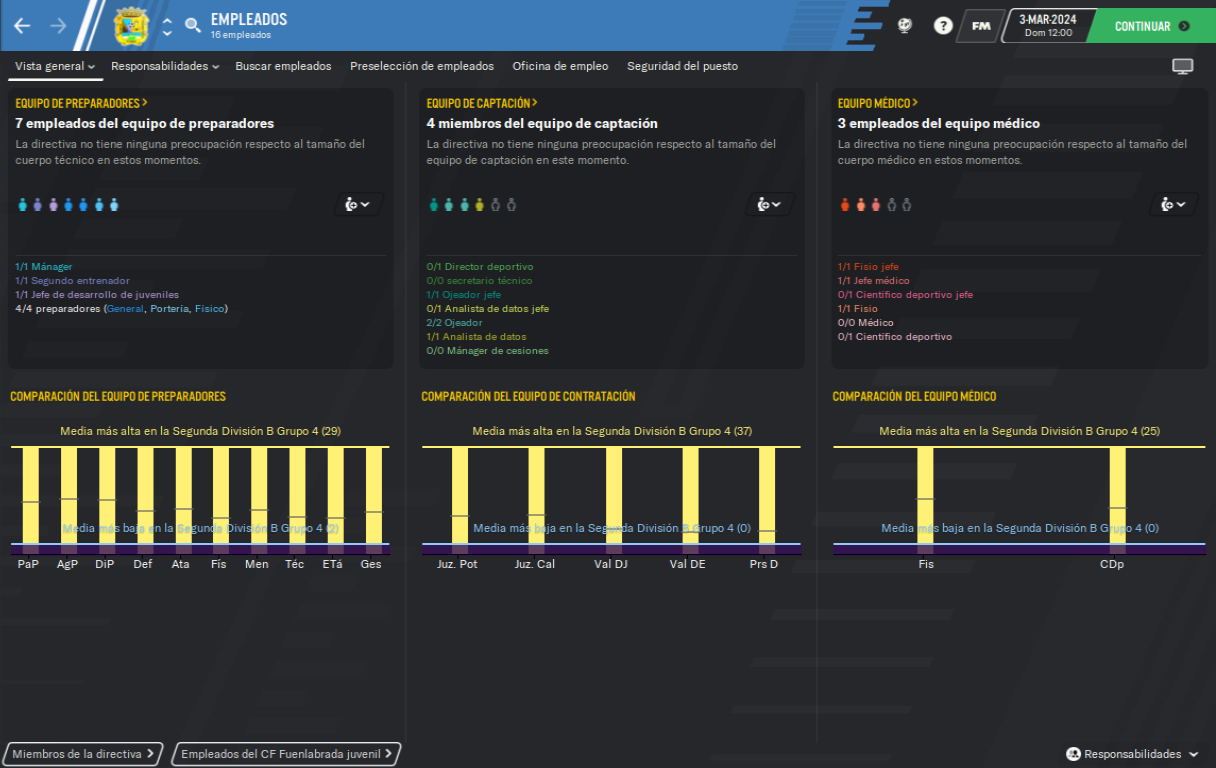 EMPLEADOS
16 empleados
?
FM
3-MAR-2024
Dom 12:00
CONTINUAR
Vista general
Responsabilidades
Buscar empleados
Preselección de empleados
Oficina de empleo
Seguridad del puesto
EQUIPO DE PREPARADORES
7 empleados del equipo de preparadores
La directiva no tiene ninguna preocupación respecto al tamaño del
cuerpo técnico en estos momentos.
1/1 Mánager
1/1 Segundo entrenador
1/1 Jefe de desarrollo de juveniles
4/4 preparadores (General, Portería, Físico)
EQUIPO DE CAPTACIÓN
4 miembros del equipo de captación
La directiva no tiene ninguna preocupación respecto al tamaño del
equipo de captación en este momento.
0/1 Director deportivo
0/0 secretario técnico
1/1 Ojeador jefe
0/1 Analista de datos jefe
2/2 Ojeador
1/1 Analista de datos
0/0 Mánager de cesiones
EQUIPO MÉDICO
3 empleados del equipo médico
La directiva no tiene ninguna preocupación respecto al tamaño del
cuerpo médico en estos momentos.
1/1 Fisio jefe
1/1 Jefe médico
0/1 Científico deportivo jefe
1/1 Fisio
0/0 Médico
0/1 Científico deportivo
COMPARACIÓN DEL EQUIPO DE PREPARADORES
Media más alta en la Segunda División B Grupo 4 (29)
Media más baja en la Segunda División B Grupo 4 (2)
PaP AgP DiP Def Ata Fís Men Téc ETá Ges
COMPARACIÓN DEL EQUIPO DE CONTRATACIÓN
Media más alta en la Segunda División B Grupo 4 (37)
Media más baja en la Segunda División B Grupo 4 (0)
Juz. Pot Juz. Cal Val DJ Val DE Prs D
COMPARACIÓN DEL EQUIPO MÉDICO
Media más alta en la Segunda División B Grupo 4 (25)
Media más baja en la Segunda División B Grupo 4 (0)
Fis CDp
Miembros de la directiva
Empleados del CF Fuenlabrada juvenil
Responsabilidades